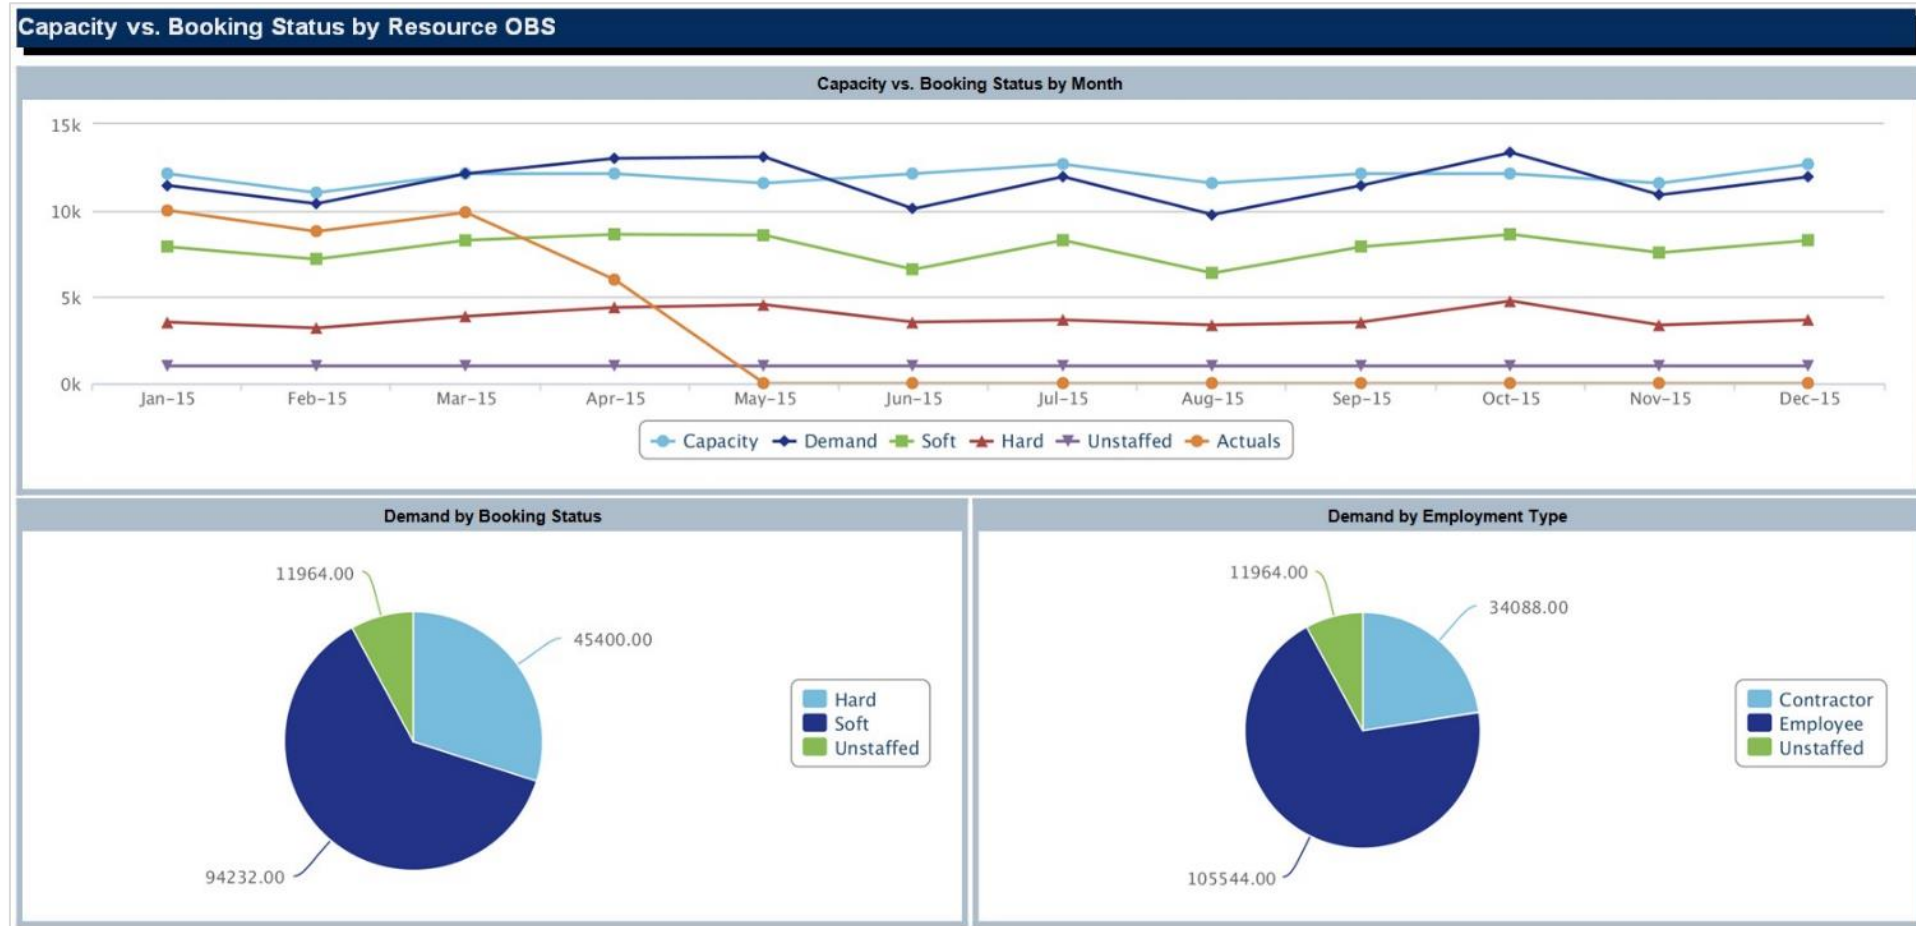 Capacity vs. Booking Status by Resource OBS
Capacity vs. Booking Status by Month
15k
10k
5k
0k
Jan-15 Feb-15 Mar-15 Apr-15 May-15 Jun-15 Jul-15 Aug-15 Sep-15 Oct-15 Nov-15 Dec-15
Capacity Demand Soft Hard Unstaffed Actuals
Demand by Booking Status
11964.00
45400.00
94232.00
Hard
Soft
Unstaffed
Demand by Employment Type
11964.00
34088.00
105544.00
Contractor
Employee
Unstaffed